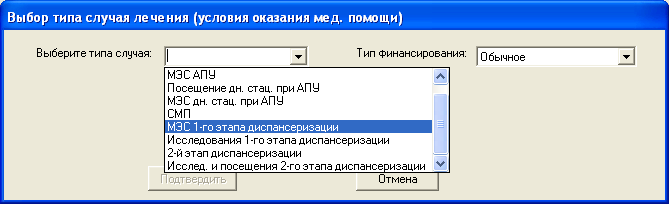 Выбор типа случая лечения (условия оказания мед. помощи)
Выберите типа случая:
Тип финансирования: Обычное
МЭС АПУ
Посещение дн. стац. при АПУ
МЭС дн. стац. при АПУ
СМП
МЭС 1-го этапа диспансеризации
Исследования 1-го этапа диспансеризации
2-й этап диспансеризации
Исслед. и посещения 2-го этапа диспансеризации
Подтвердить
Отмена